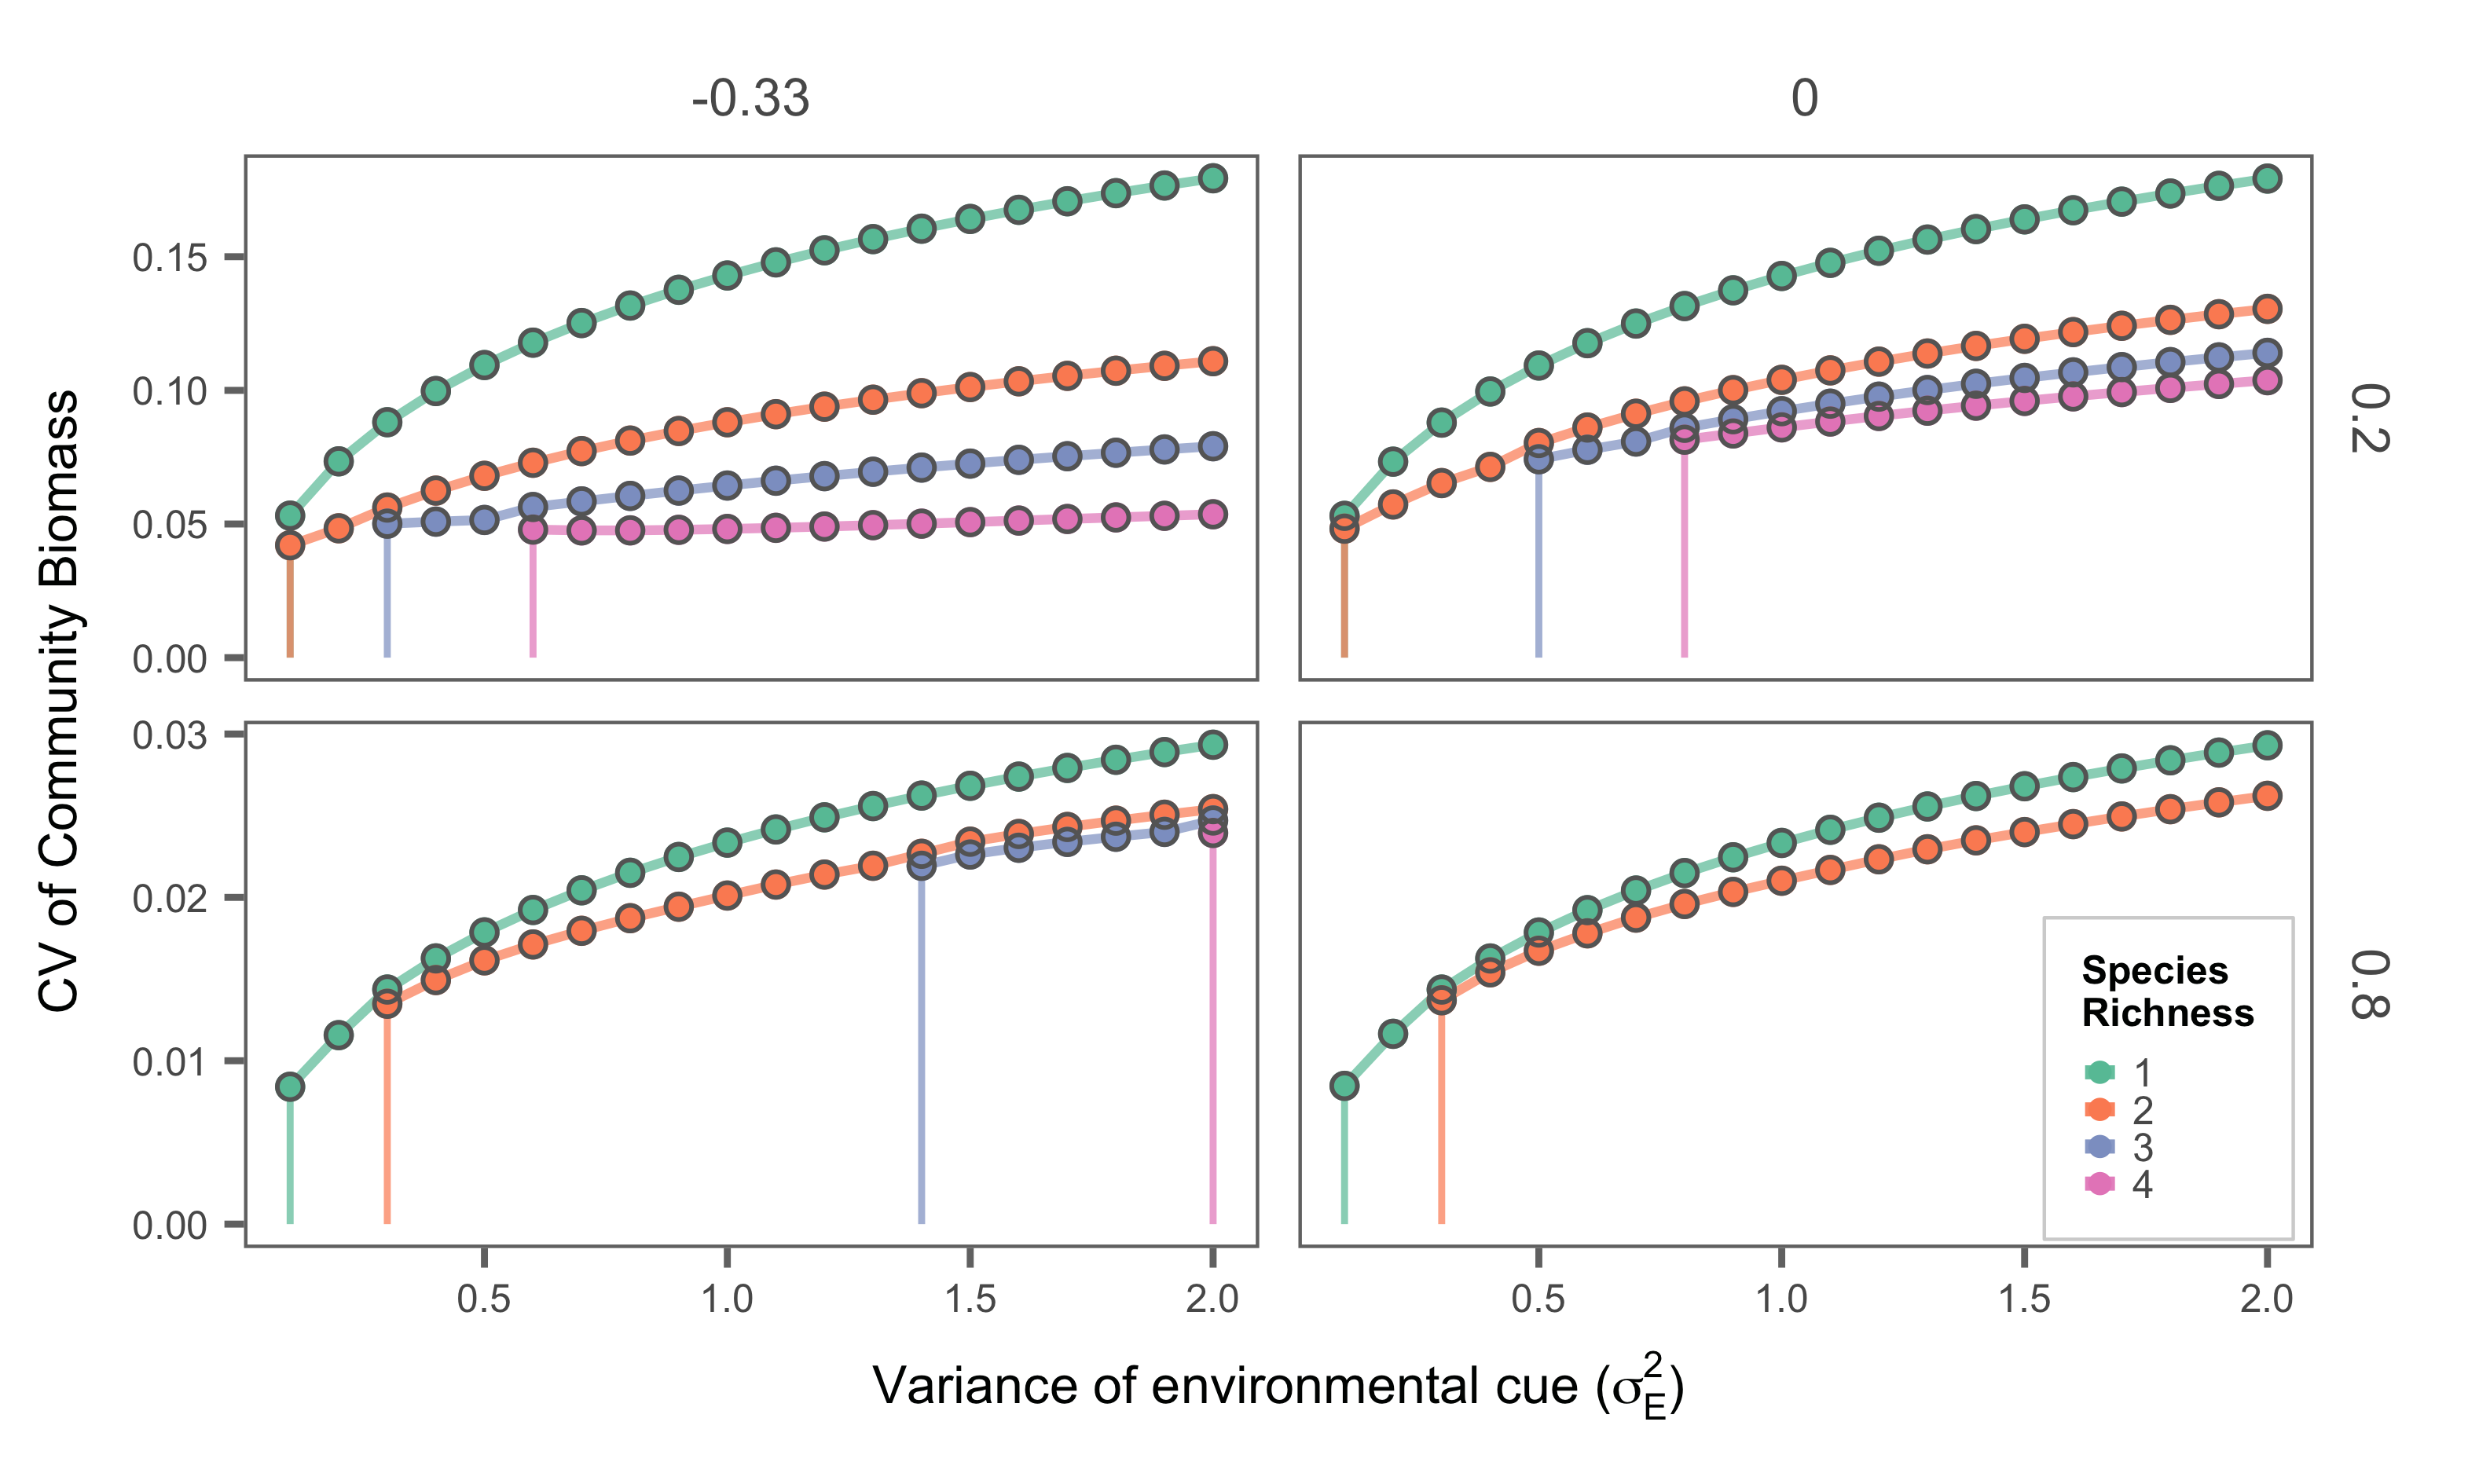 -0.33
0
0.15
0.10
0.05
0.00
0.2
CV of Community Biomass
0.03
0.02
0.01
0.00
0.8
Species
Richness
1
2
3
4
0.5 1.0 1.5 2.0
0.5 1.0 1.5 2.0
Variance of environmental cue (σ²E)